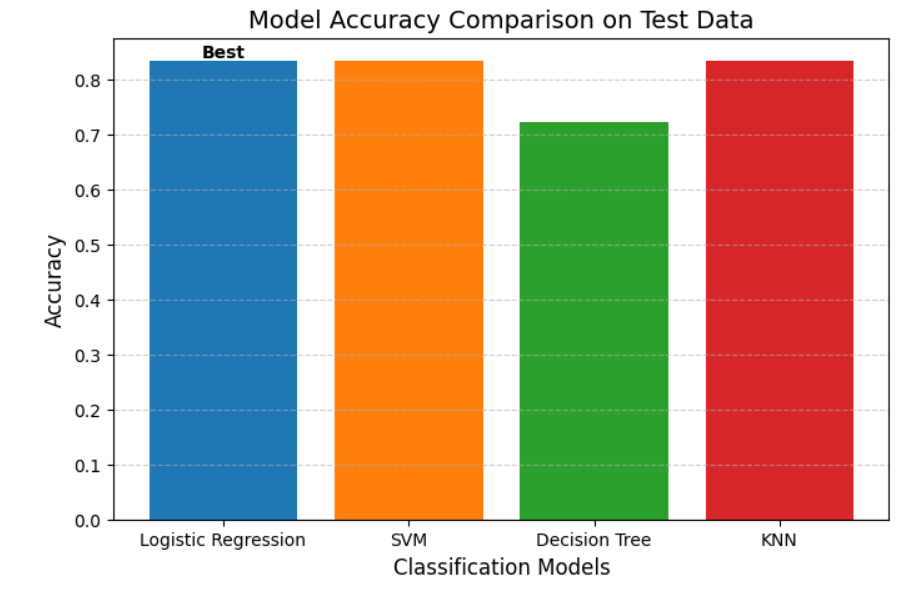 Model Accuracy Comparison on Test Data
Best
0.8
0.7
0.6
0.5
0.4
0.3
0.2
0.1
0.0
Accuracy
Logistic Regression SVM Decision Tree KNN
Classification Models